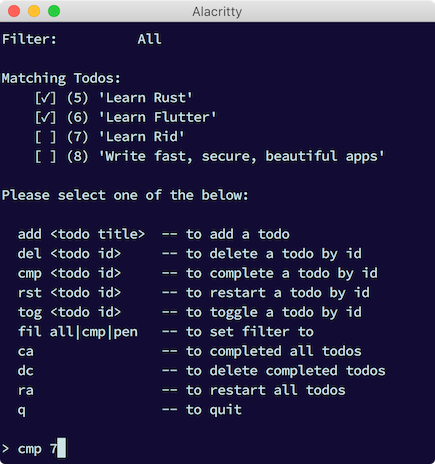 Alacritty
Filter:          All
Matching Todos:
    [✓] (5) 'Learn Rust'
    [✓] (6) 'Learn Flutter'
    [ ] (7) 'Learn Rid'
    [ ] (8) 'Write fast, secure, beautiful apps'
Please select one of the below:
  add <todo title>  -- to add a todo
  del <todo id>     -- to delete a todo by id
  cmp <todo id>     -- to complete a todo by id
  rst <todo id>     -- to restart a todo by id
  tog <todo id>     -- to toggle a todo by id
  fil all|cmp|pen   -- to set filter to
  ca                -- to completed all todos
  dc                -- to delete completed todos
  ra                -- to restart all todos
  q                 -- to quit
> cmp 7